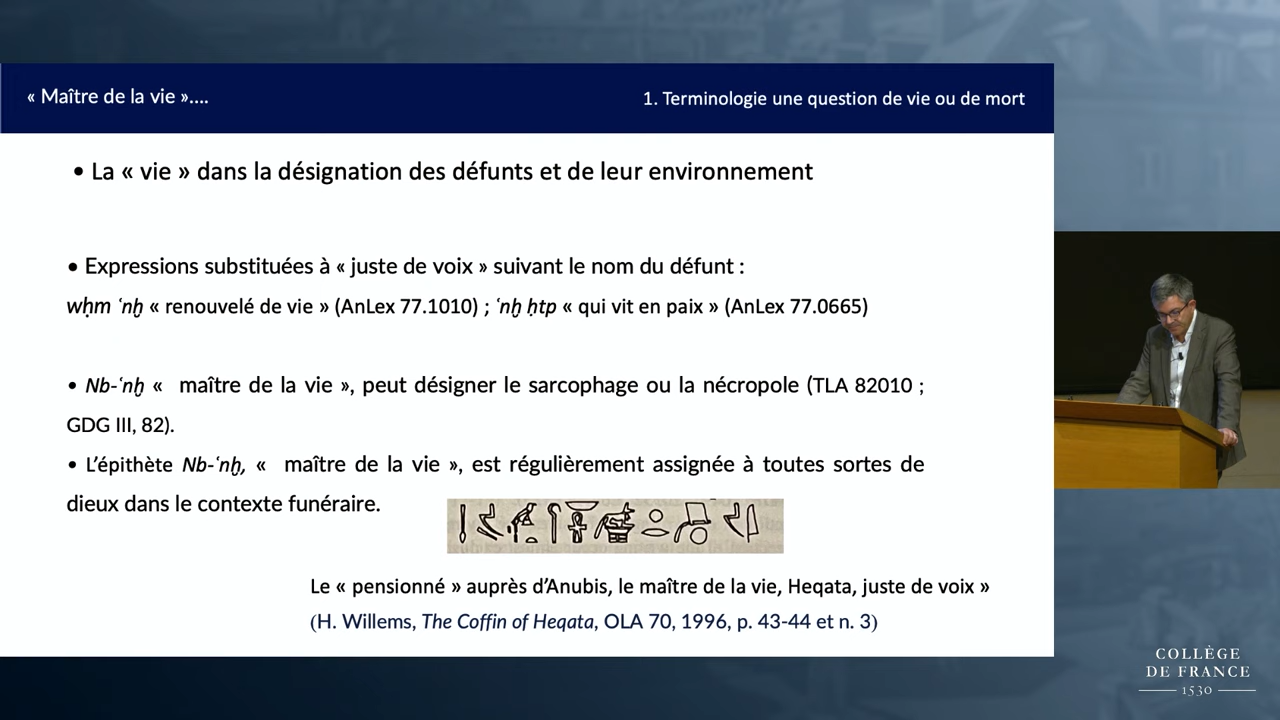 « Maître de la vie »....
1. Terminologie une question de vie ou de mort
• La « vie » dans la désignation des défunts et de leur environnement
• Expressions substituées à « juste de voix » suivant le nom du défunt :
wḥm ʿnḫ « renouvelé de vie » (AnLex 77.1010) ; ʿnḫ ḥtp « qui vit en paix » (AnLex 77.0665)
• Nb-ʿnḫ « maître de la vie », peut désigner le sarcophage ou la nécropole (TLA 82010 ;
GDG III, 82).
• L’épithète Nb-ʿnḫ, « maître de la vie », est régulièrement assignée à toutes sortes de
dieux dans le contexte funéraire.
Le « pensionné » auprès d’Anubis, le maître de la vie, Heqata, juste de voix »
(H. Willems, The Coffin of Heqata, OLA 70, 1996, p. 43-44 et n. 3)
COLLÈGE
DE FRANCE
1530